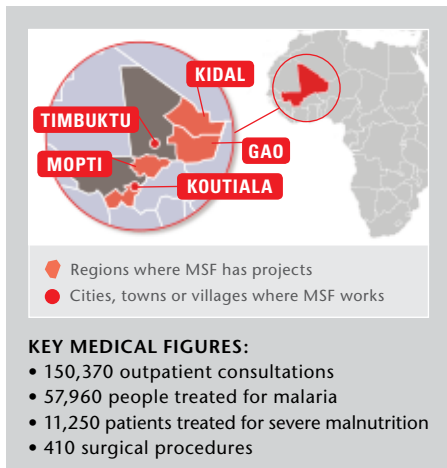 KIDAL
TIMBUKTU
GAO
MOPTI
KOUTIALA
Regions where MSF has projects
Cities, towns or villages where MSF works
KEY MEDICAL FIGURES:
• 150,370 outpatient consultations
• 57,960 people treated for malaria
• 11,250 patients treated for severe malnutrition
• 410 surgical procedures